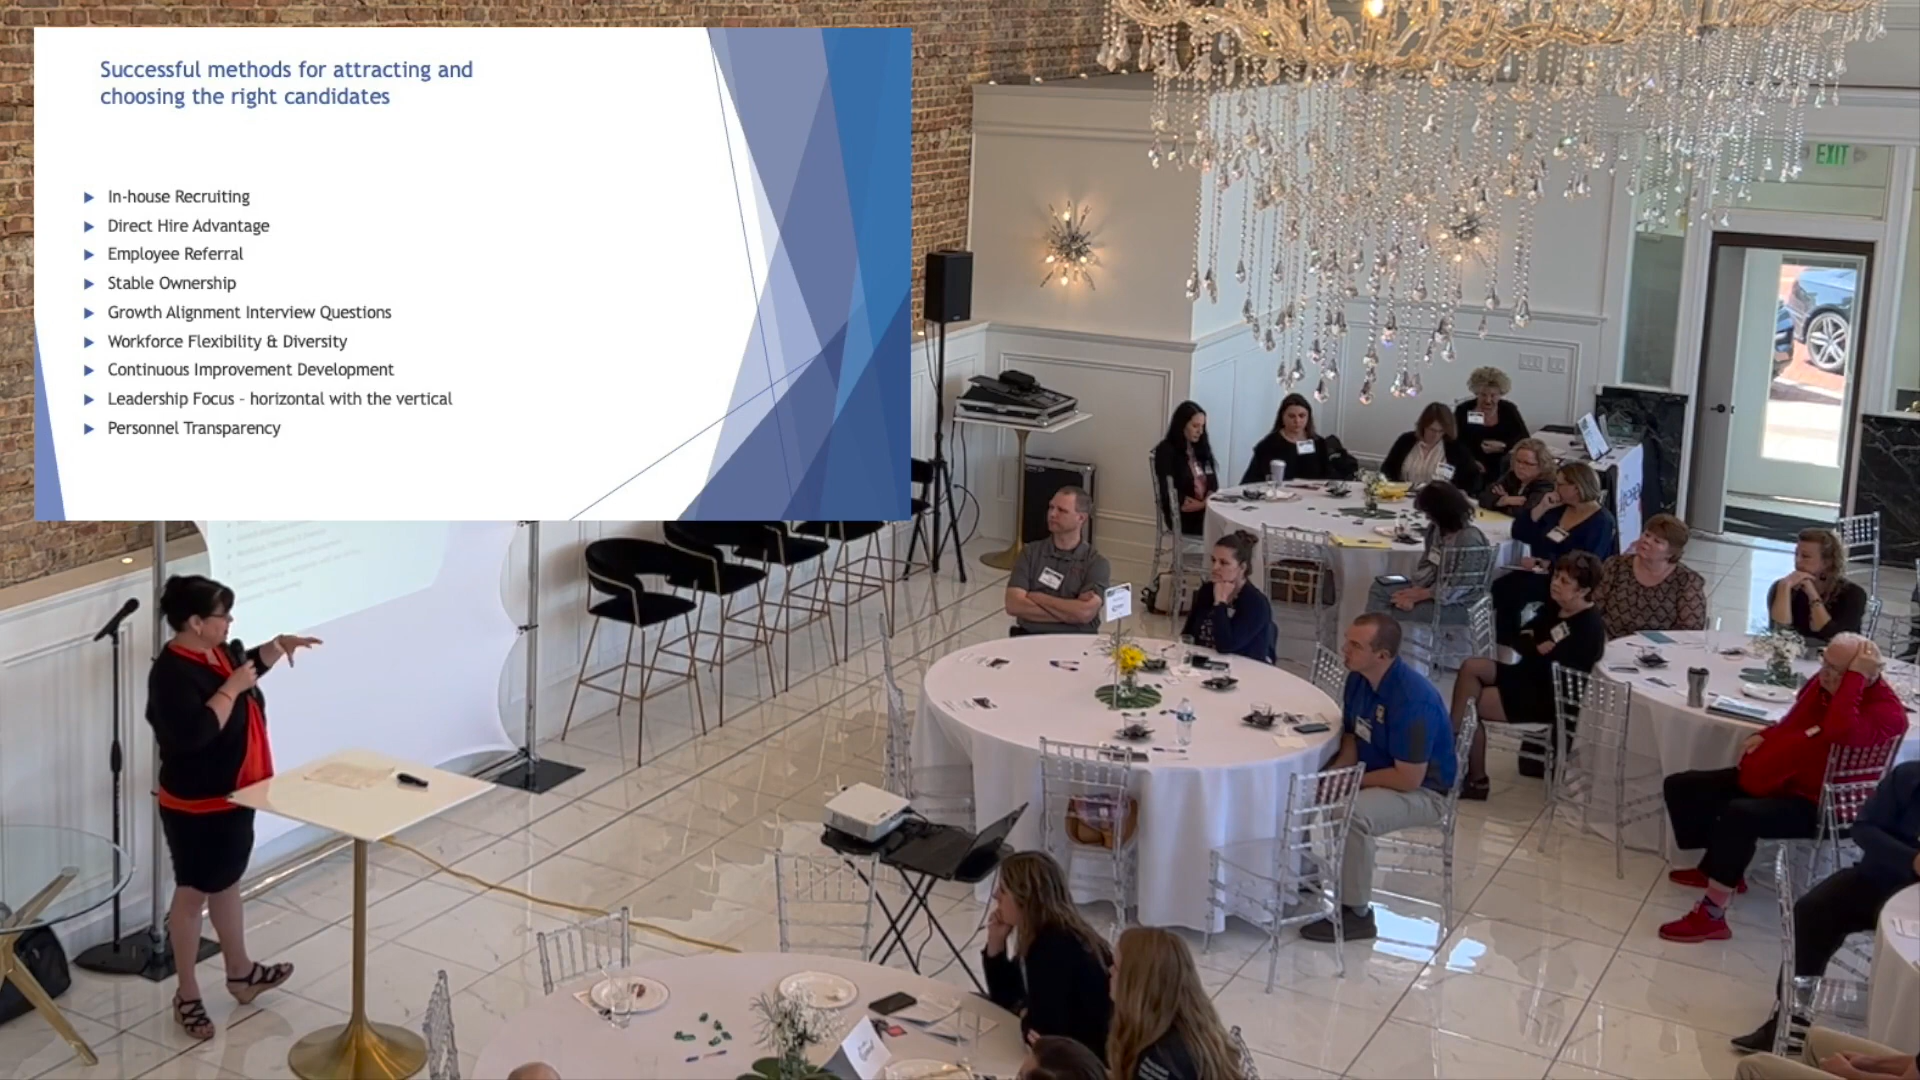 Successful methods for attracting and
choosing the right candidates
In-house Recruiting
Direct Hire Advantage
Employee Referral
Stable Ownership
Growth Alignment Interview Questions
Workforce Flexibility & Diversity
Continuous Improvement Development
Leadership Focus - horizontal with the vertical
Personnel Transparency
EXIT